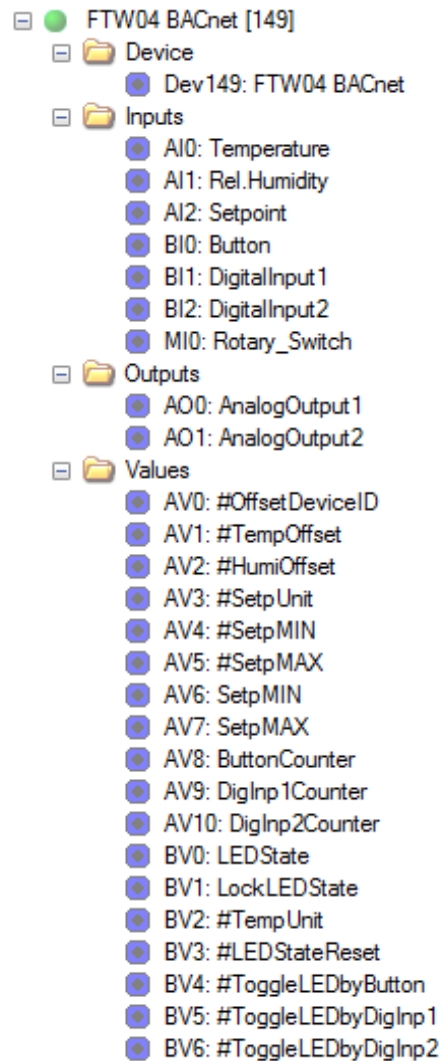 FTW04 BACnet [149]
Device
Dev149: FTW04 BACnet
Inputs
AI0: Temperature
AI1: Rel.Humidity
AI2: Setpoint
BI0: Button
BI1: DigitalInput1
BI2: DigitalInput2
MI0: Rotary_Switch
Outputs
AO0: AnalogOutput1
AO1: AnalogOutput2
Values
AV0: #OffsetDeviceID
AV1: #TempOffset
AV2: #HumiOffset
AV3: #SetpUnit
AV4: #SetpMIN
AV5: #SetpMAX
AV6: SetpMIN
AV7: SetpMAX
AV8: ButtonCounter
AV9: DigInp1Counter
AV10: DigInp2Counter
BV0: LEDState
BV1: LockLEDState
BV2: #TempUnit
BV3: #LEDStateReset
BV4: #ToggleLEDbyButton
BV5: #ToggleLEDbyDigInp1
BV6: #ToggleLEDbyDigInp2